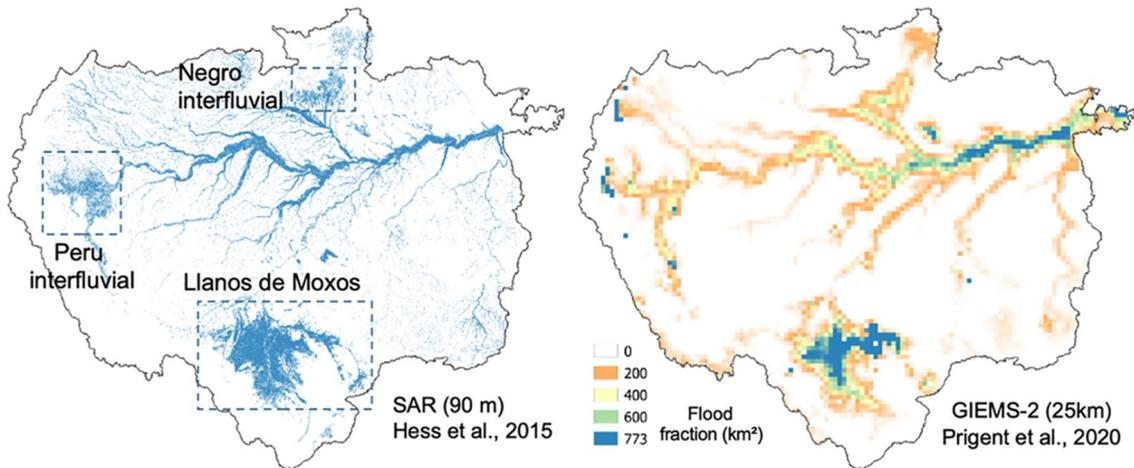 Negro
interfluvial
Peru
interfluvial
Llanos de Moxos
SAR (90 m)
Hess et al., 2015
0
200
400
600
773
Flood
fraction (km²)
GIEMS-2 (25km)
Prigent et al., 2020